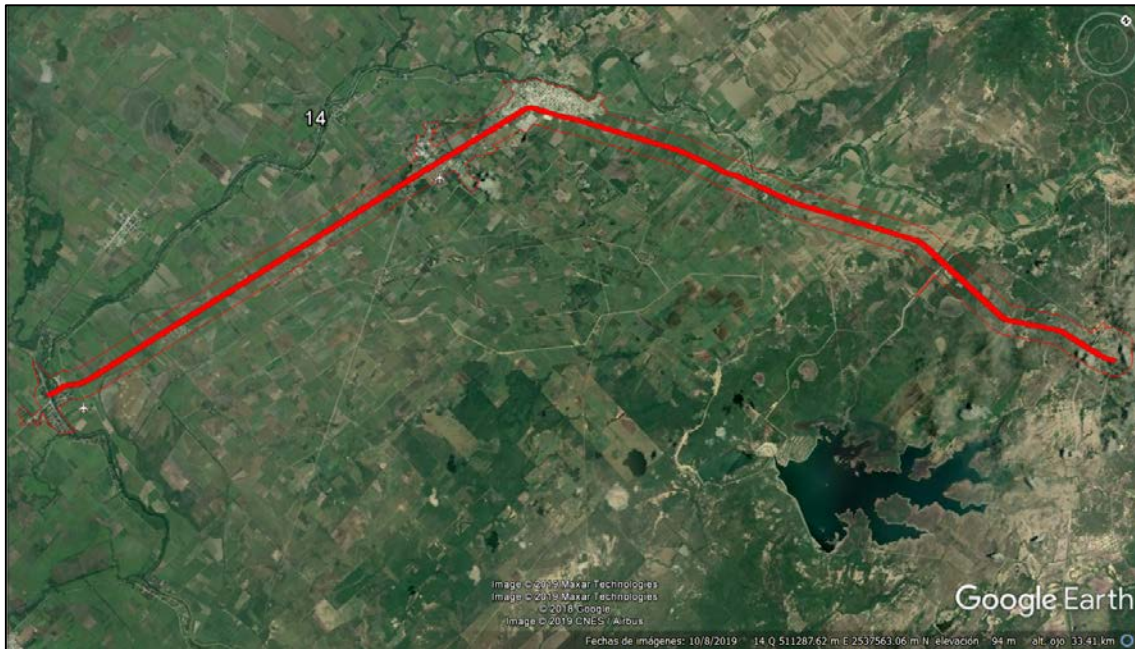 14
Image © 2019 Maxar Technologies
Image © 2019 Maxar Technologies
© 2018 Google
Image © 2019 CNES / Airbus
Google Earth
Fechas de imágenes: 10/8/2019 14 Q 511287.62 m E 2537563.06 m N elevación 94 m alt. ojo 33.41 km